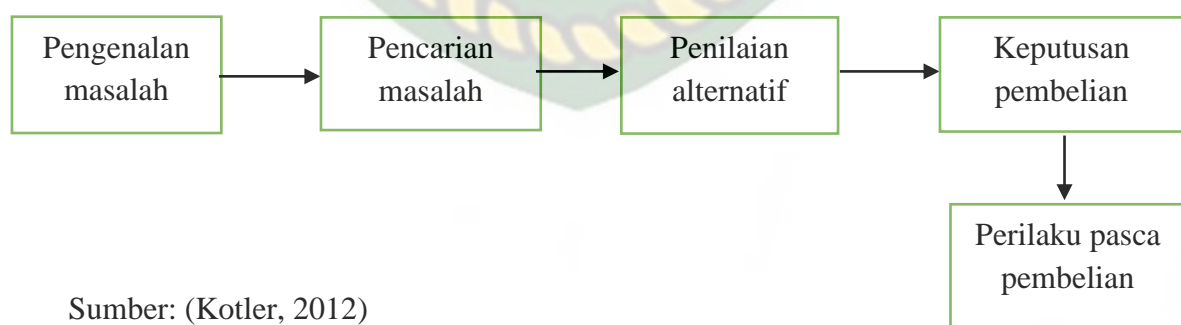 Pengenalan
masalah
Pencarian
masalah
Penilaian
alternatif
Keputusan
pembelian
Perilaku pasca
pembelian
Sumber: (Kotler, 2012)